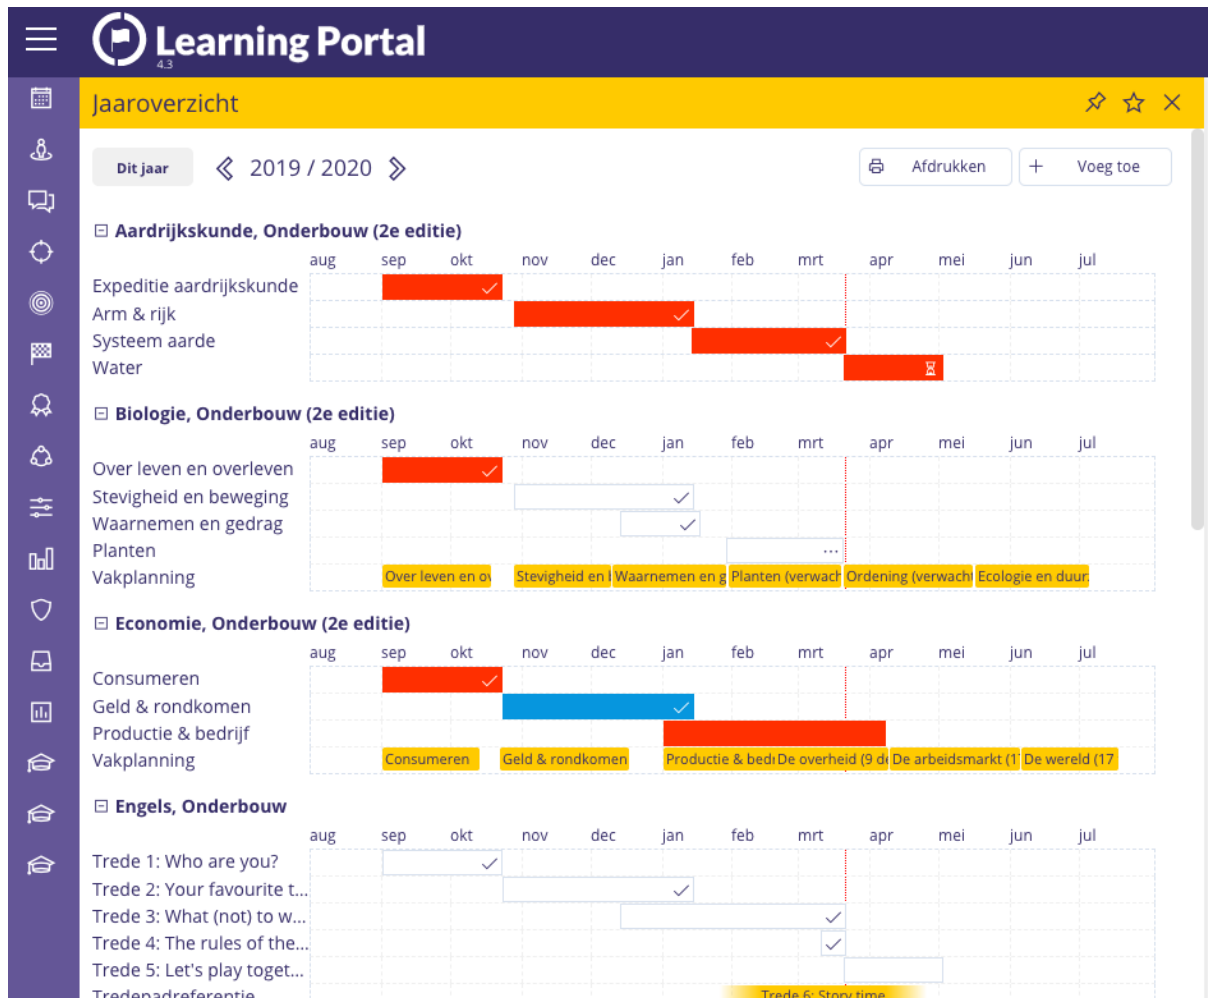 Learning Portal
4.3
Jaaroverzicht
Dit jaar
2019 / 2020
Afdrukken
Voeg toe
Aardrijkskunde, Onderbouw (2e editie)
aug sep okt nov dec jan feb mrt apr mei jun jul
Expeditie aardrijkskunde
Arm & rijk
Systeem aarde
Water
Biologie, Onderbouw (2e editie)
aug sep okt nov dec jan feb mrt apr mei jun jul
Over leven en overleven
Stevigheid en beweging
Waarnemen en gedrag
Planten ...
Vakplanning Over leven en ov Stevigheid en Waarnemen en g Planten (verwach Ordening (verwacht Ecologie en duur.
Economie, Onderbouw (2e editie)
aug sep okt nov dec jan feb mrt apr mei jun jul
Consumeren
Geld & rondkomen
Productie & bedrijf
Vakplanning Consumeren Geld & rondkomen Productie & bedr De overheid (9 de De arbeidsmarkt (1 De wereld (17
Engels, Onderbouw
aug sep okt nov dec jan feb mrt apr mei jun jul
Trede 1: Who are you?
Trede 2: Your favourite t...
Trede 3: What (not) to w...
Trede 4: The rules of the...
Trede 5: Let's play toget...
Tredepadreferentie Trede 6: Story time